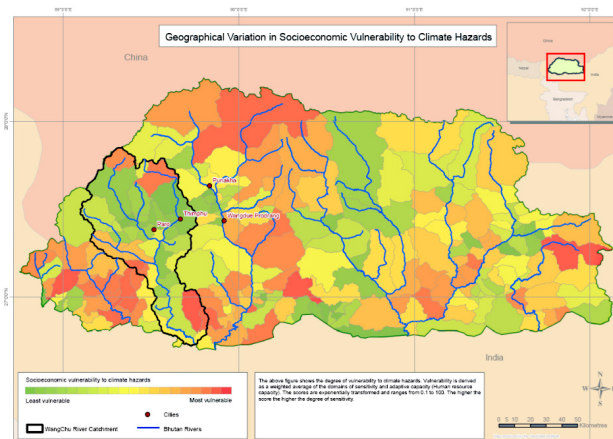 Geographical Variation in Socioeconomic Vulnerability to Climate Hazards
China
China
Nepal
India
Bangladesh
Punakha
Thimphu
Paro
Wangdue Phodrang
India
Socioeconomic vulnerability to climate hazards
Least vulnerable
Most vulnerable
Cities
WangChu River Catchment
Bhutan Rivers
The above figure shows the degree of vulnerability to climate hazards. Vulnerability is derived
as a weighted average of the domains of sensitivity and adaptive capacity (Human resource
capacity). The scores are exponentially transformed and ranges from 0.1 to 100. The higher the
score the higher the degree of sensitivity.
N
W
E
S
0 5 10 20 30 40 50
Kilometres